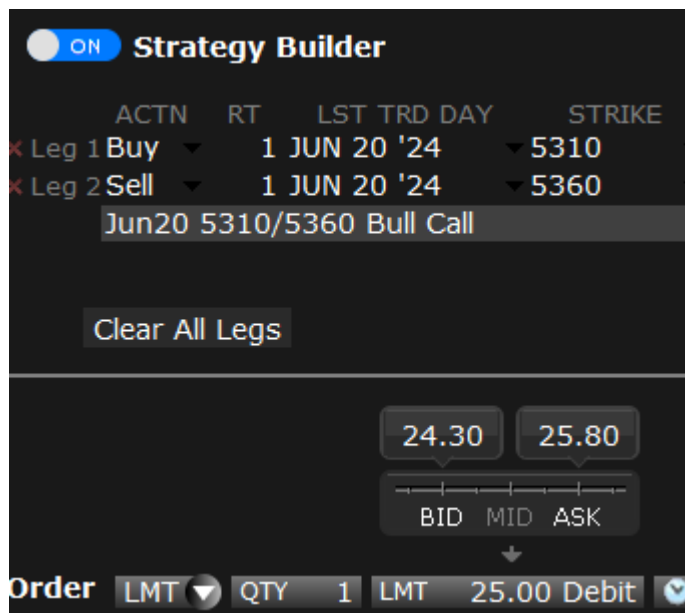 ON Strategy Builder
ACTN RT LST TRD DAY STRIKE
× Leg 1 Buy 1 JUN 20 '24 5310
× Leg 2 Sell 1 JUN 20 '24 5360
Jun20 5310/5360 Bull Call
Clear All Legs
24.30 25.80
BID MID ASK
Order LMT QTY 1 LMT 25.00 Debit